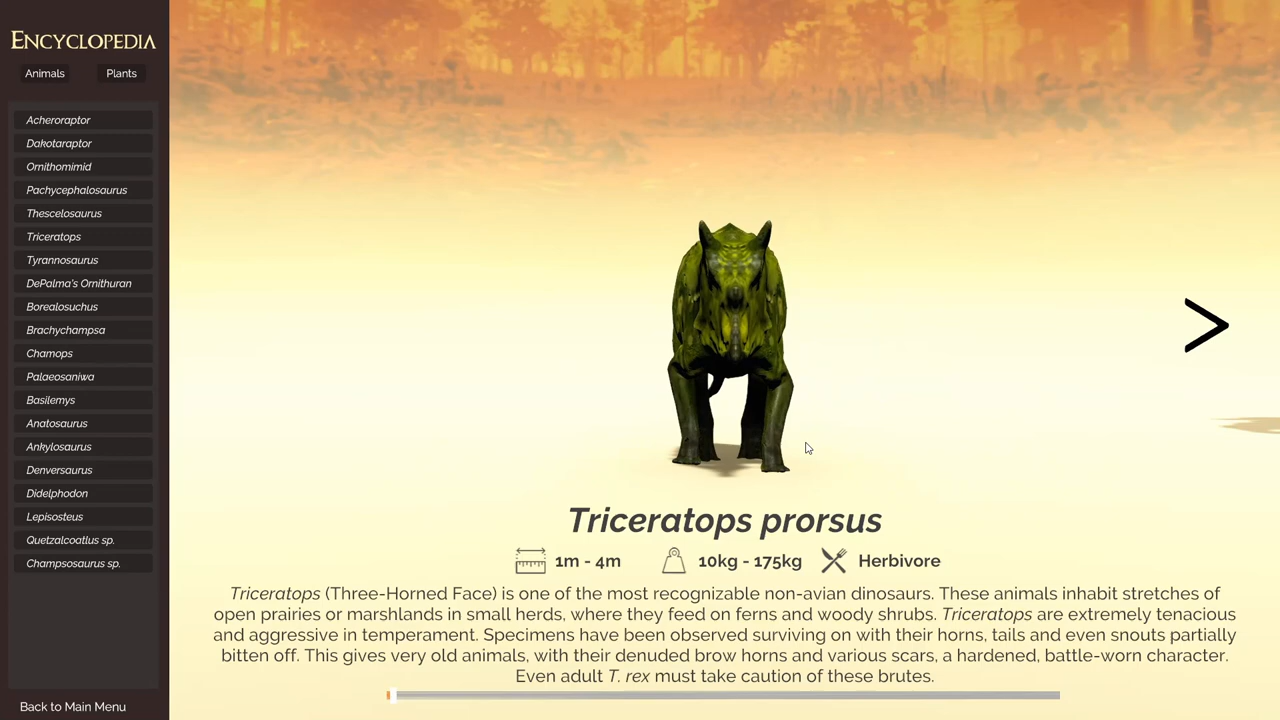 ENCYCLOPEDIA
Animals Plants
Acheroraptor
Dakotaraptor
Ornithomimid
Pachycephalosaurus
Thescelosaurus
Triceratops
Tyrannosaurus
DePalma's Ornithuran
Borealosuchus
Brachychampsa
Chamops
Palaeosaniwa
Basilemys
Anatosaurus
Ankylosaurus
Denversaurus
Didelphodon
Lepisosteus
Quetzalcoatlus sp.
Champsosaurus sp.
Back to Main Menu
>
Triceratops prorsus
1m - 4m 10kg - 175kg Herbivore
Triceratops (Three-Horned Face) is one of the most recognizable non-avian dinosaurs. These animals inhabit stretches of
open prairies or marshlands in small herds, where they feed on ferns and woody shrubs. Triceratops are extremely tenacious
and aggressive in temperament. Specimens have been observed surviving on with their horns, tails and even snouts partially
bitten off. This gives very old animals, with their denuded brow horns and various scars, a hardened, battle-worn character.
Even adult T. rex must take caution of these brutes.